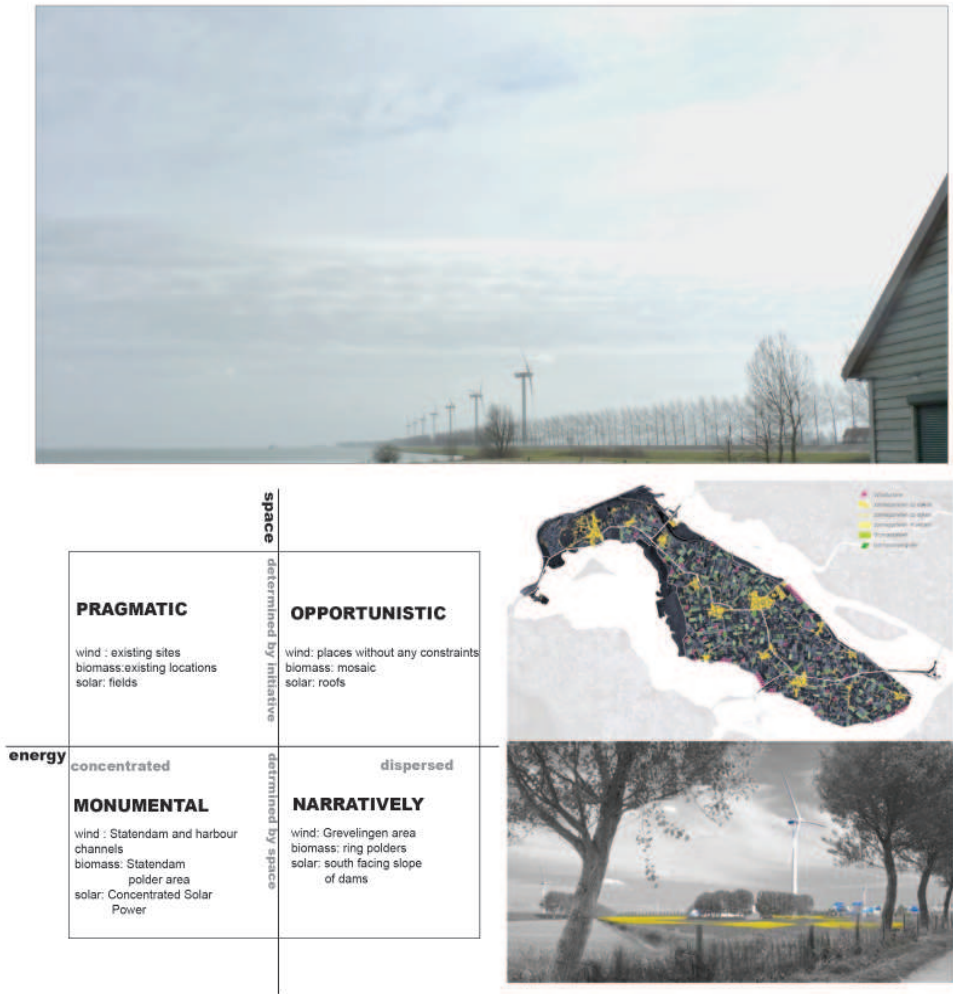 space
determined by initiative
PRAGMATIC
wind : existing sites
biomass:existing locations
solar: fields
OPPORTUNISTIC
wind: places without any constraints
biomass: mosaic
solar: roofs
energy
concentrated
dispersed
detrmined by space
MONUMENTAL
wind : Statendam and harbour
channels
biomass: Statendam
polder area
solar: Concentrated Solar
Power
NARRATIVELY
wind: Grevelingen area
biomass: ring polders
solar: south facing slope
of dams